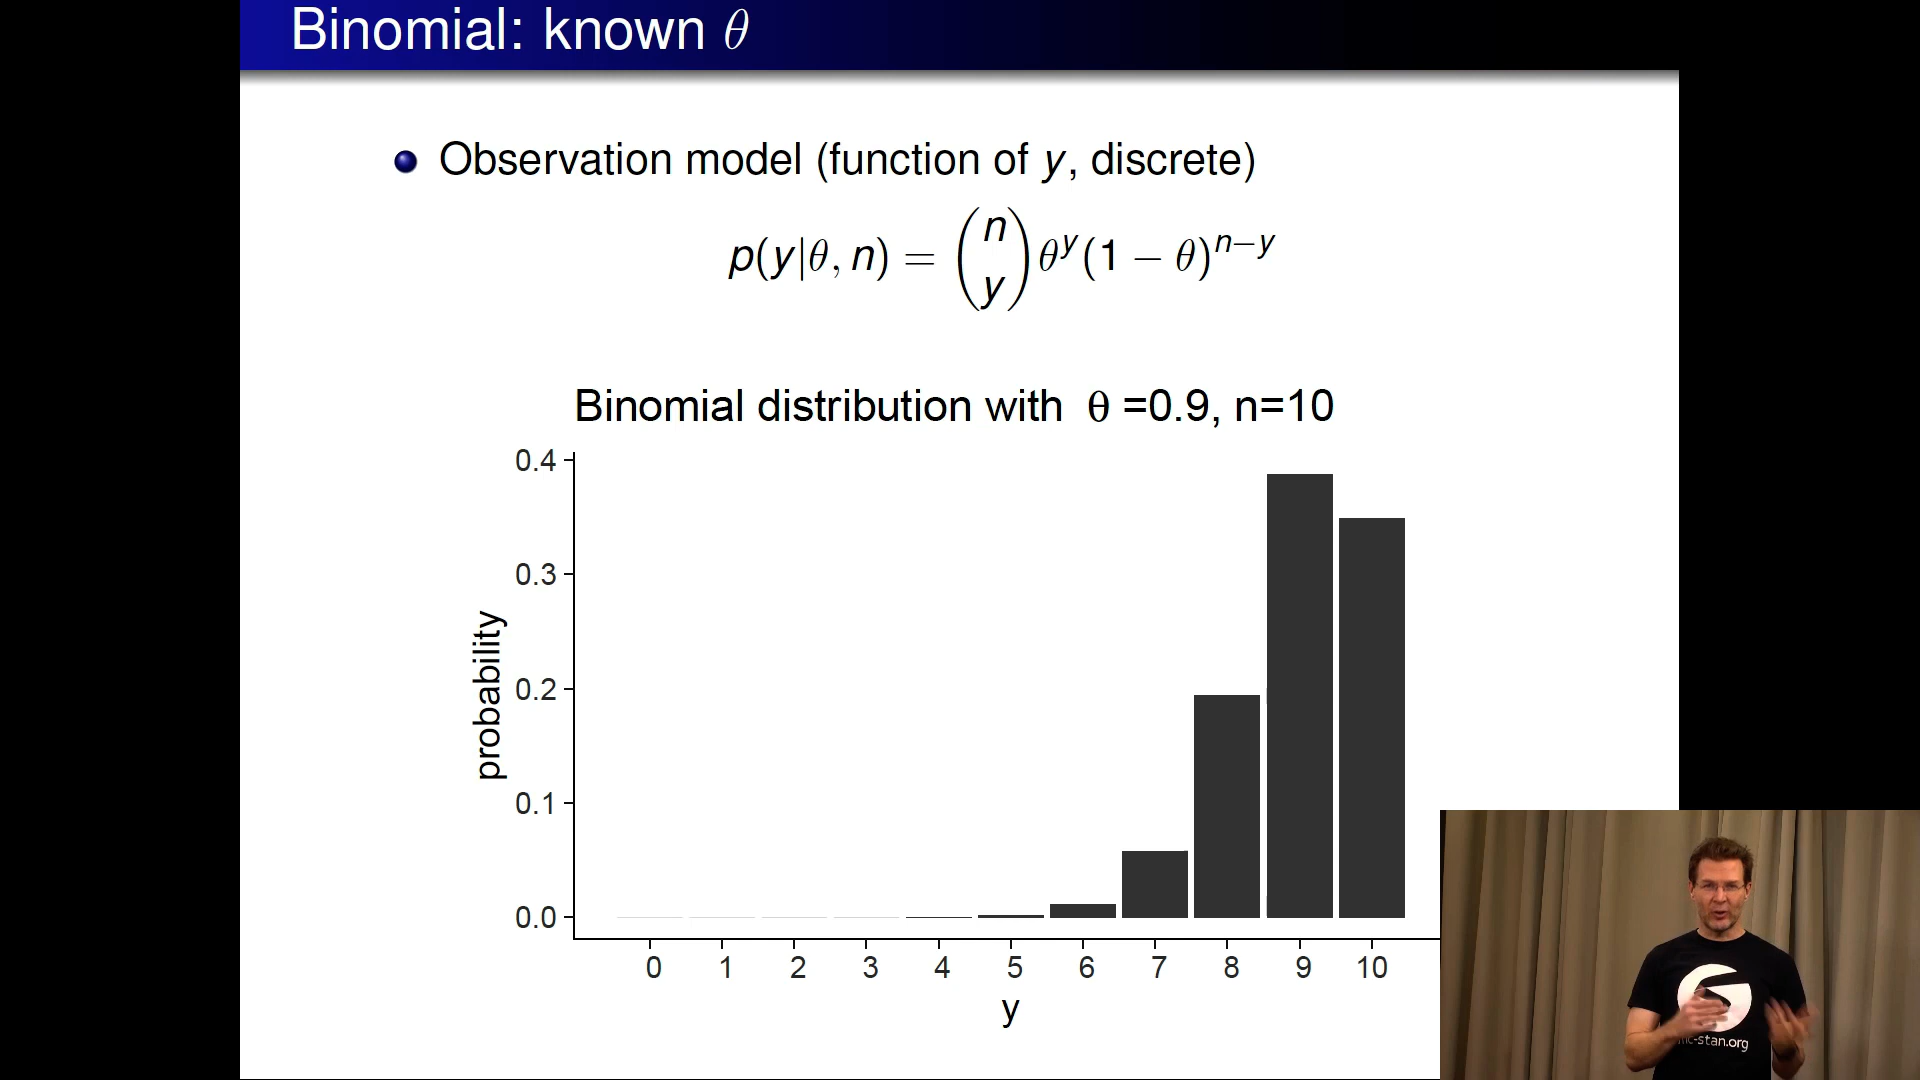 Binomial: known θ
Observation model (function of y, discrete)
p(y|θ, n) = (n y) θ^y (1 − θ)^{n−y}
Binomial distribution with θ =0.9, n=10
0.4
0.3
0.2
0.1
0.0
probability
0 1 2 3 4 5 6 7 8 9 10
y
mc-stan.org